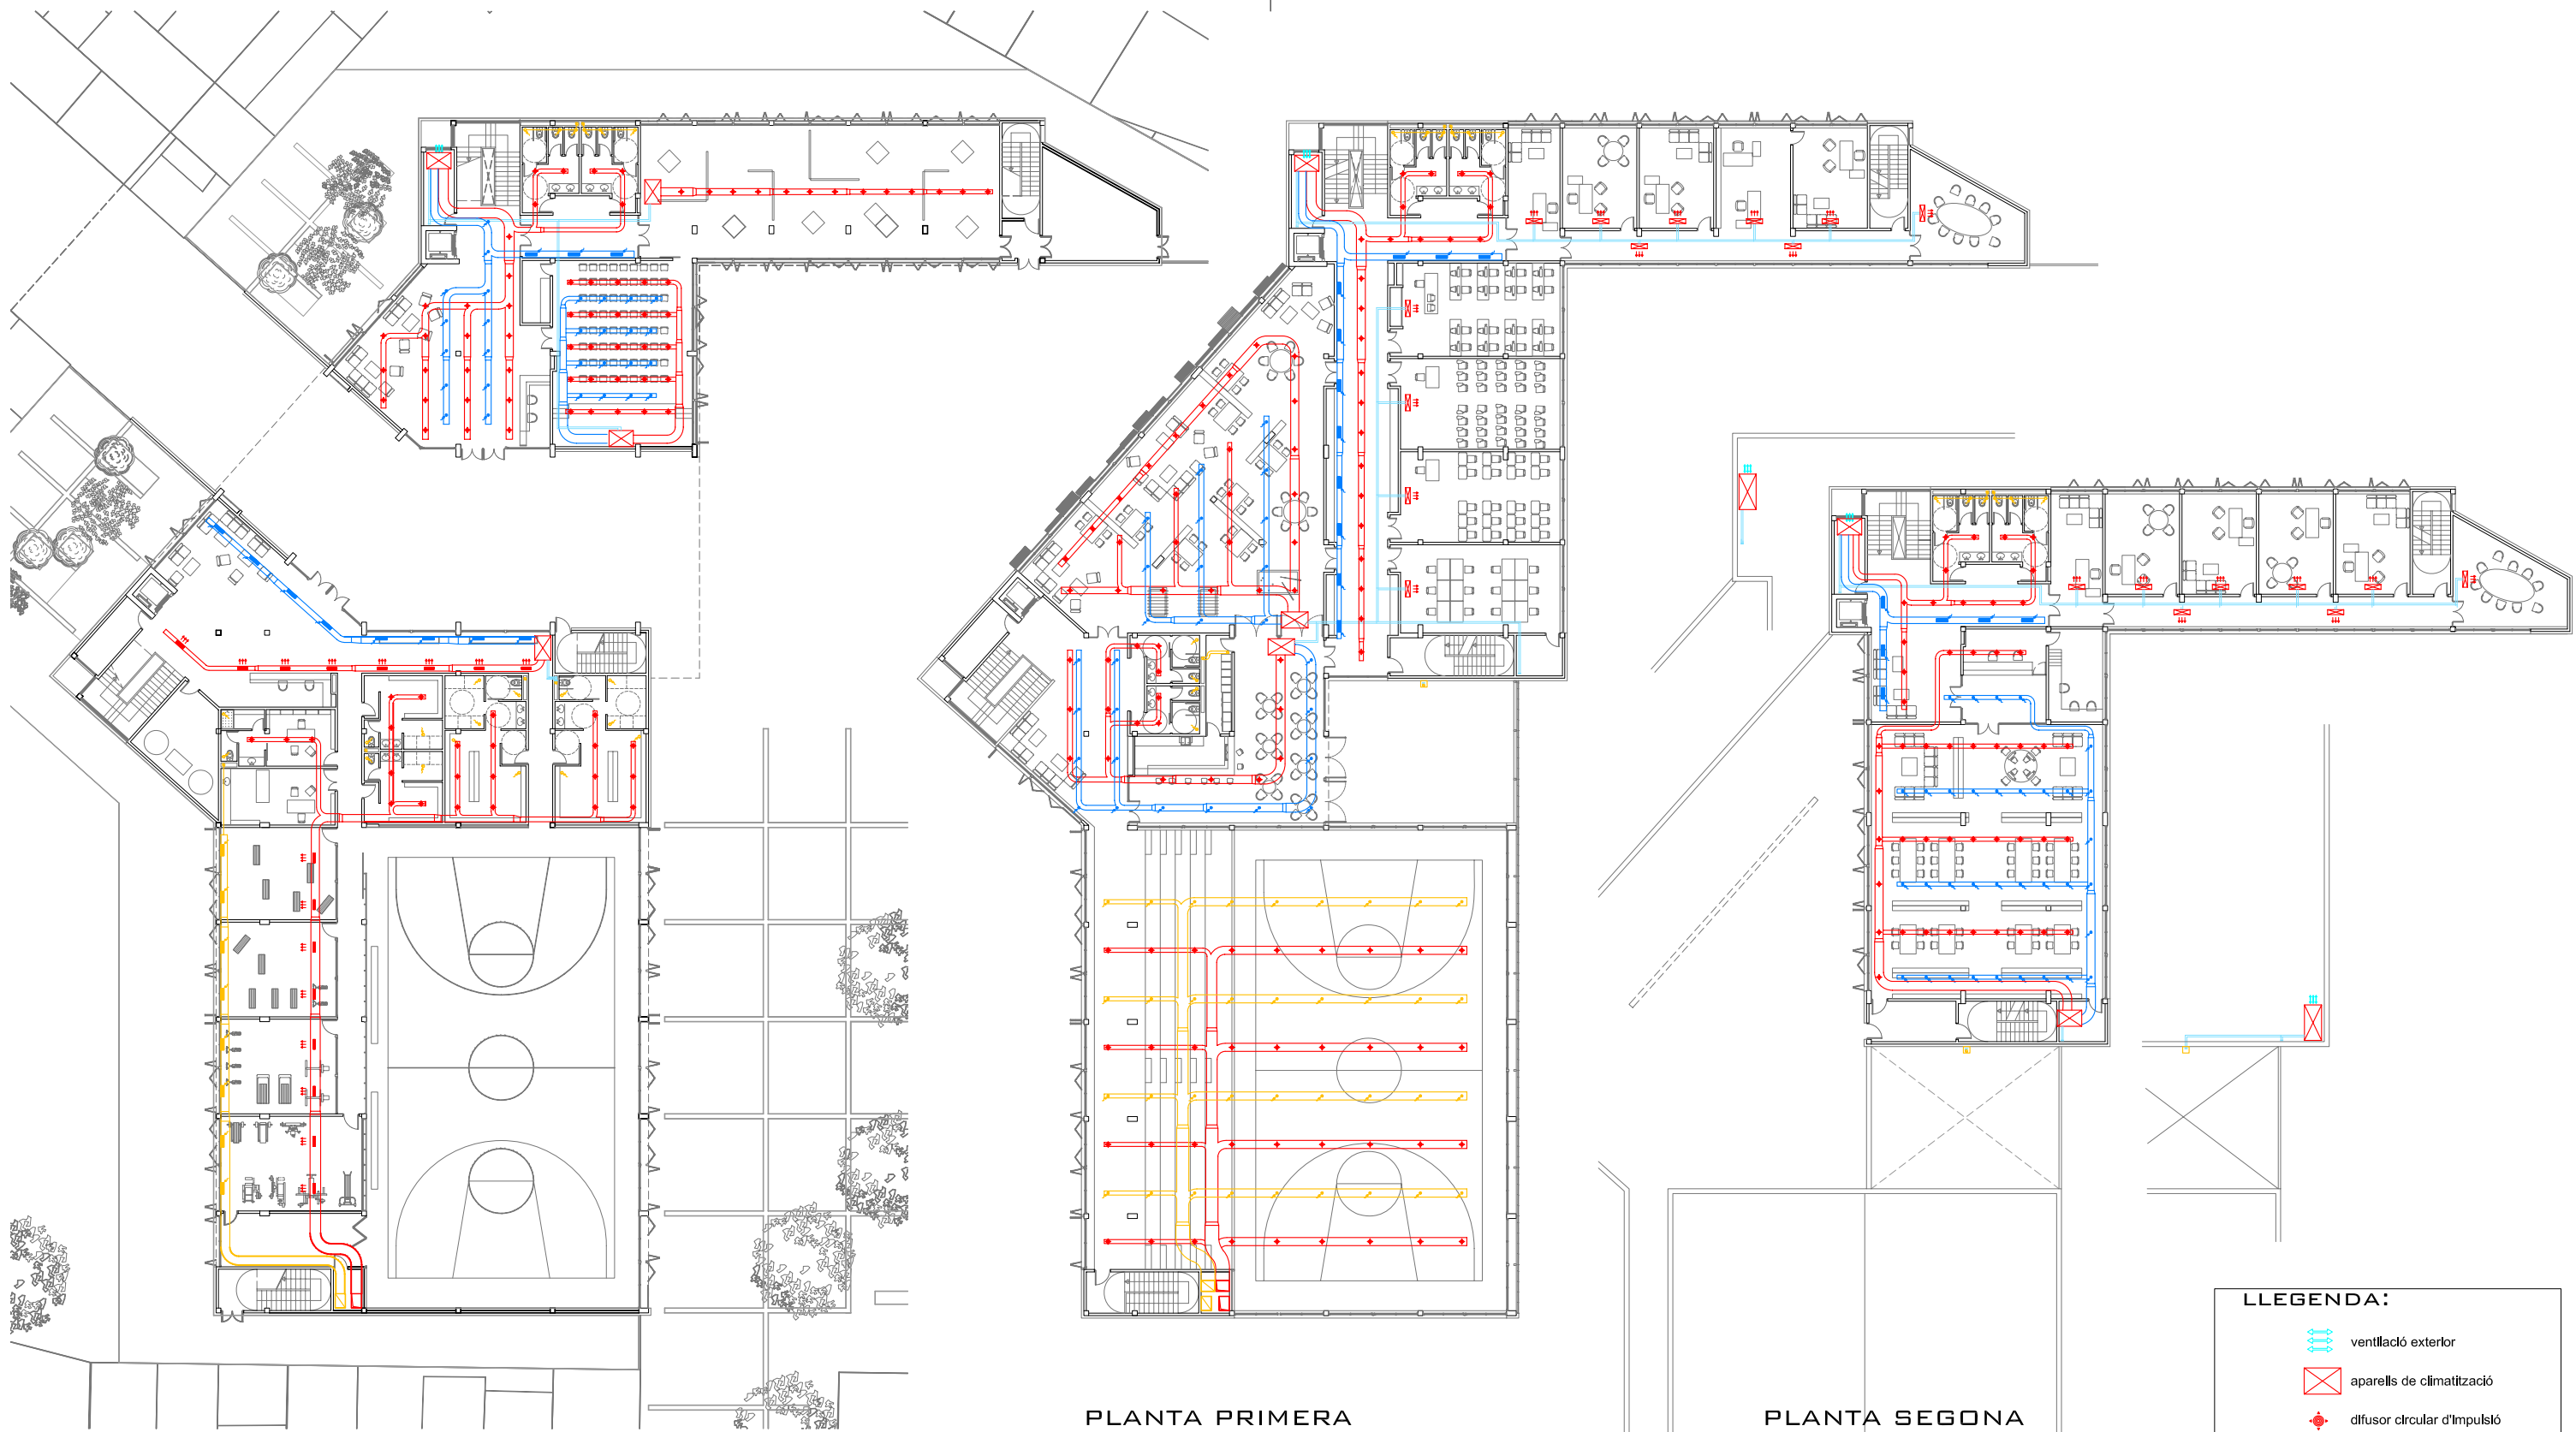 LLEGENDA:
ventilació exterior
aparells de climatització
difusor circular d'impulsió
PLANTA PRIMERA
PLANTA SEGONA